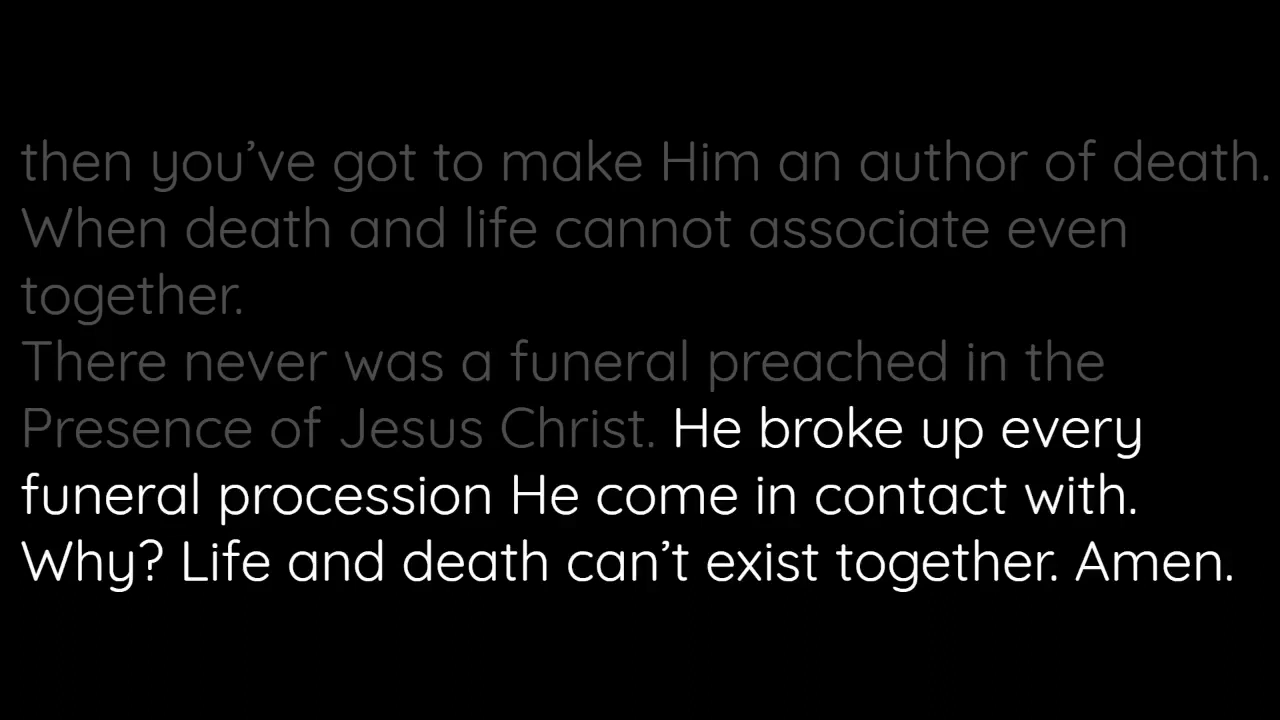 then you’ve got to make Him an author of death.
When death and life cannot associate even
together.
There never was a funeral preached in the
Presence of Jesus Christ. He broke up every
funeral procession He come in contact with.
Why? Life and death can’t exist together. Amen.